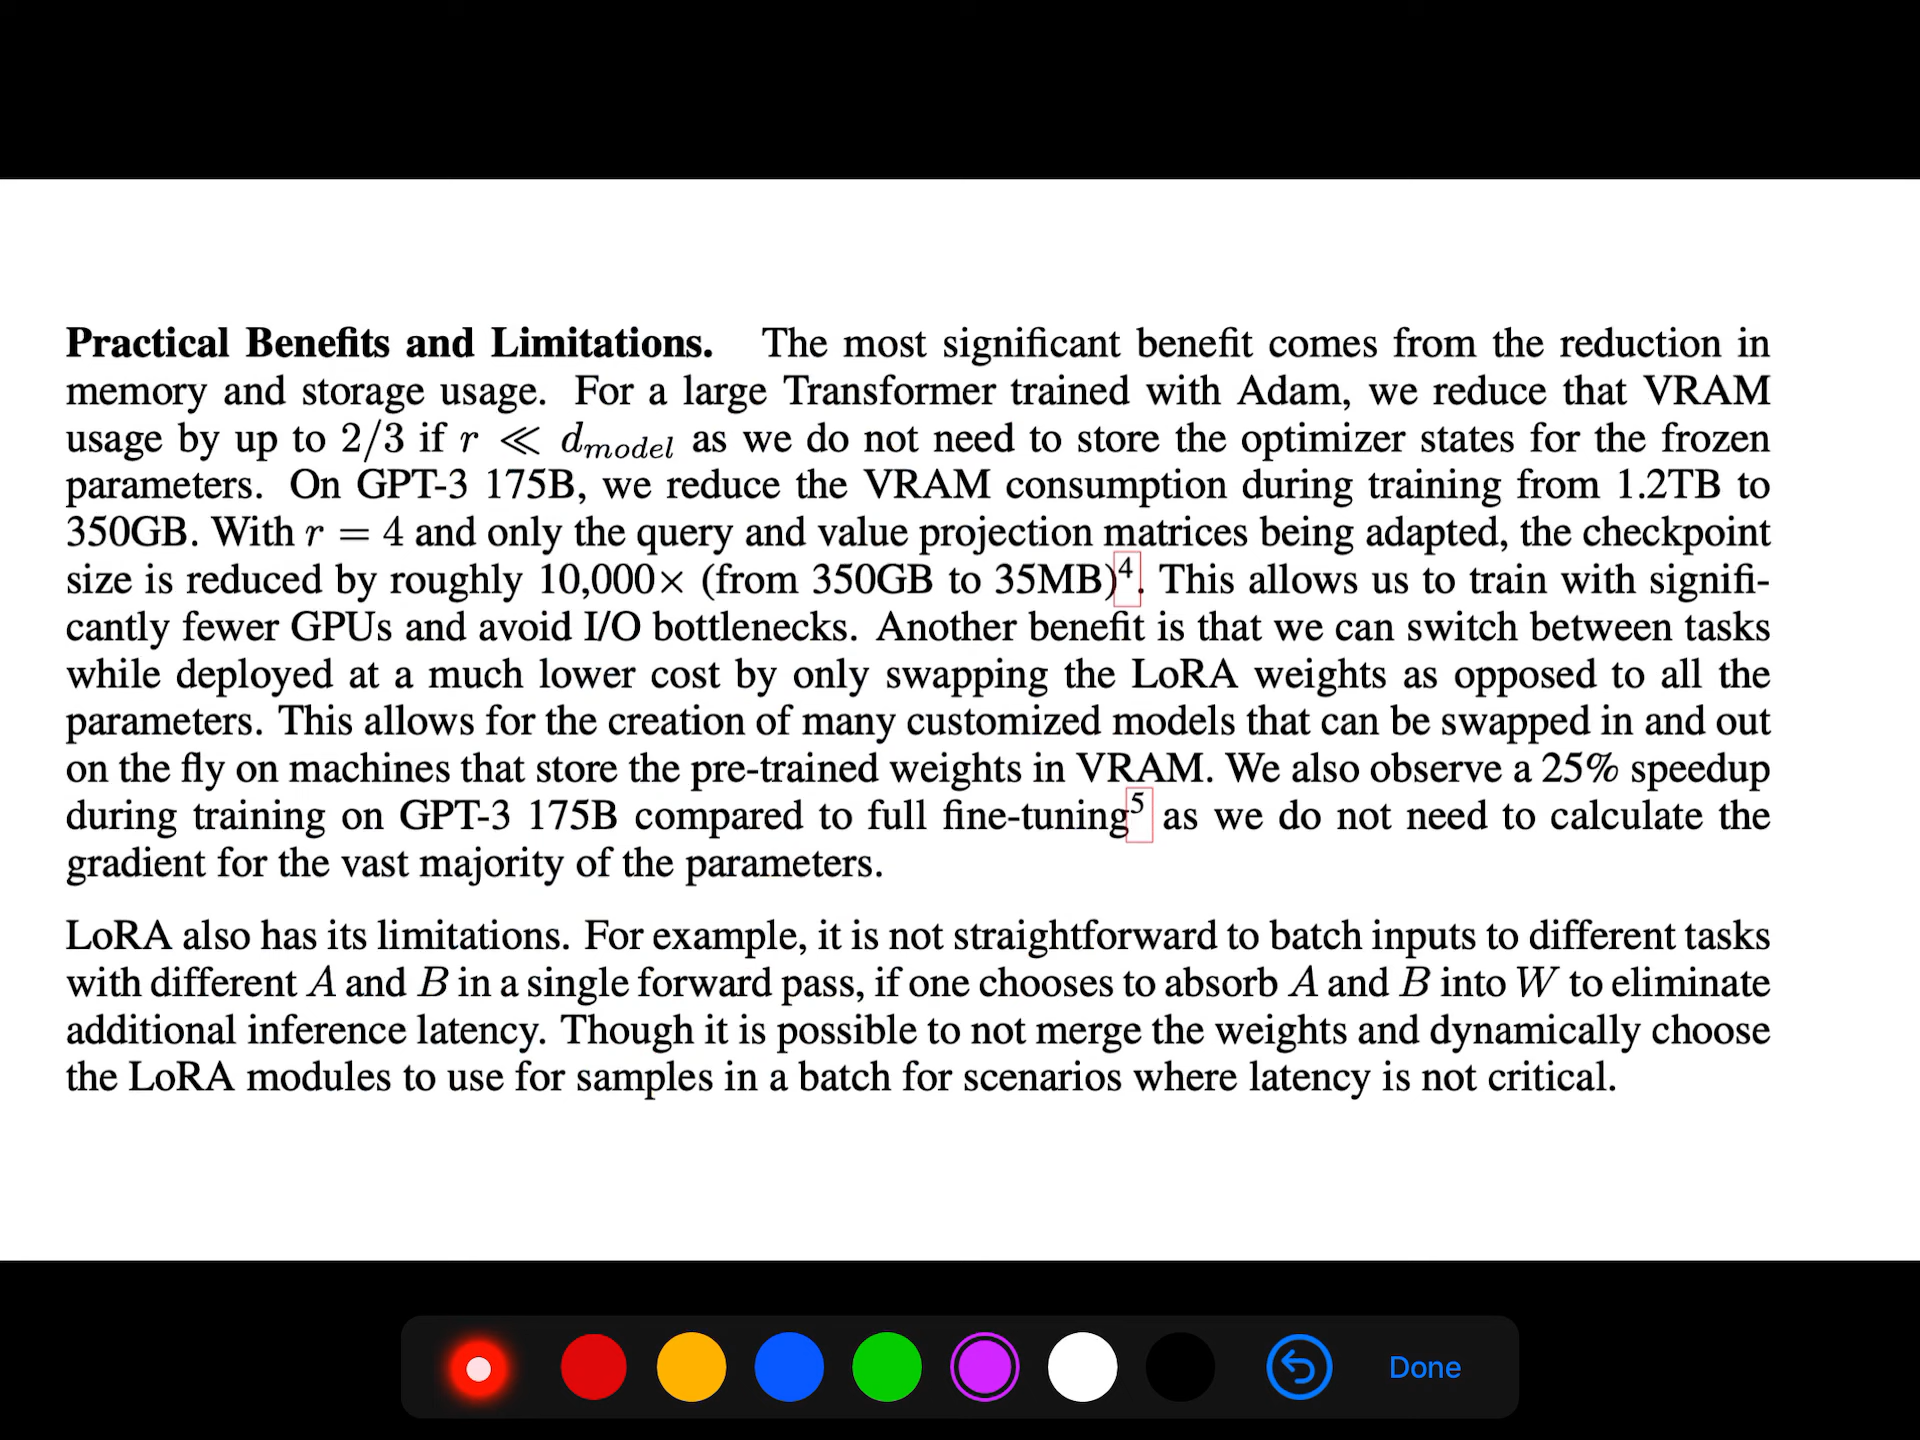 Practical Benefits and Limitations. The most significant benefit comes from the reduction in
memory and storage usage. For a large Transformer trained with Adam, we reduce that VRAM
usage by up to 2/3 if r ≪ d_model as we do not need to store the optimizer states for the frozen
parameters. On GPT-3 175B, we reduce the VRAM consumption during training from 1.2TB to
350GB. With r = 4 and only the query and value projection matrices being adapted, the checkpoint
size is reduced by roughly 10,000× (from 350GB to 35MB)⁴. This allows us to train with signifi-
cantly fewer GPUs and avoid I/O bottlenecks. Another benefit is that we can switch between tasks
while deployed at a much lower cost by only swapping the LoRA weights as opposed to all the
parameters. This allows for the creation of many customized models that can be swapped in and out
on the fly on machines that store the pre-trained weights in VRAM. We also observe a 25% speedup
during training on GPT-3 175B compared to full fine-tuning⁵ as we do not need to calculate the
gradient for the vast majority of the parameters.
LoRA also has its limitations. For example, it is not straightforward to batch inputs to different tasks
with different A and B in a single forward pass, if one chooses to absorb A and B into W to eliminate
additional inference latency. Though it is possible to not merge the weights and dynamically choose
the LoRA modules to use for samples in a batch for scenarios where latency is not critical.
Done